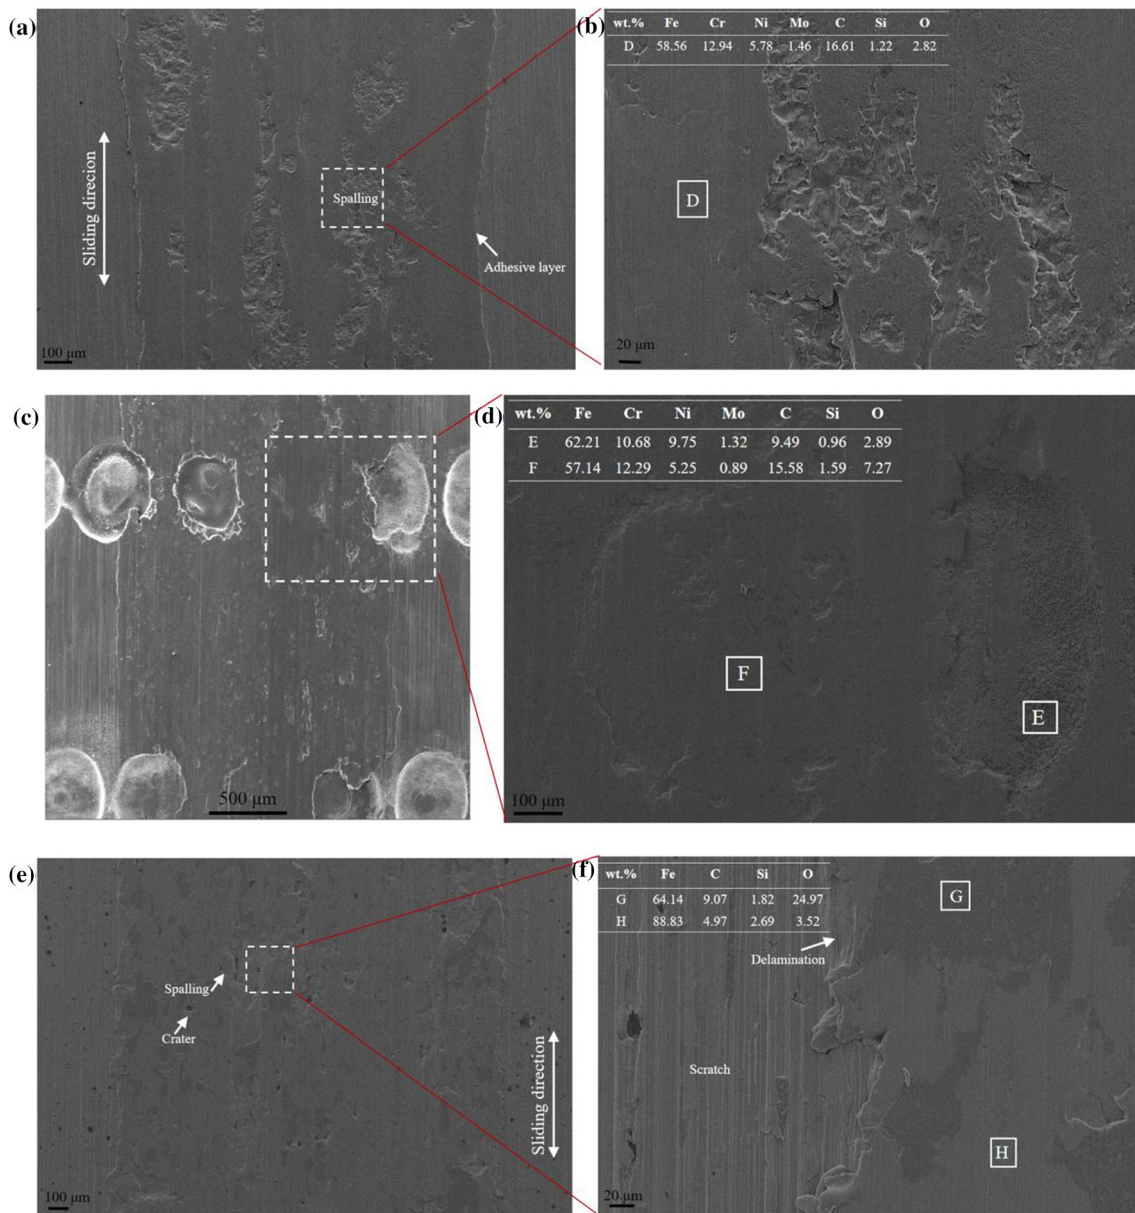 (a)
Sliding direcion
Spalling
Adhesive layer
100 μm
(b)
wt.% Fe Cr Ni Mo C Si O
D 58.56 12.94 5.78 1.46 16.61 1.22 2.82
D
20 μm
(c)
500 μm
(d)
wt.% Fe Cr Ni Mo C Si O
E 62.21 10.68 9.75 1.32 9.49 0.96 2.89
F 57.14 12.29 5.25 0.89 15.58 1.59 7.27
F
E
100 μm
(e)
Spalling
Crater
Sliding direction
100 μm
(f)
wt.% Fe C Si O
G 64.14 9.07 1.82 24.97
H 88.83 4.97 2.69 3.52
G
Delamination
Scratch
H
20 μm